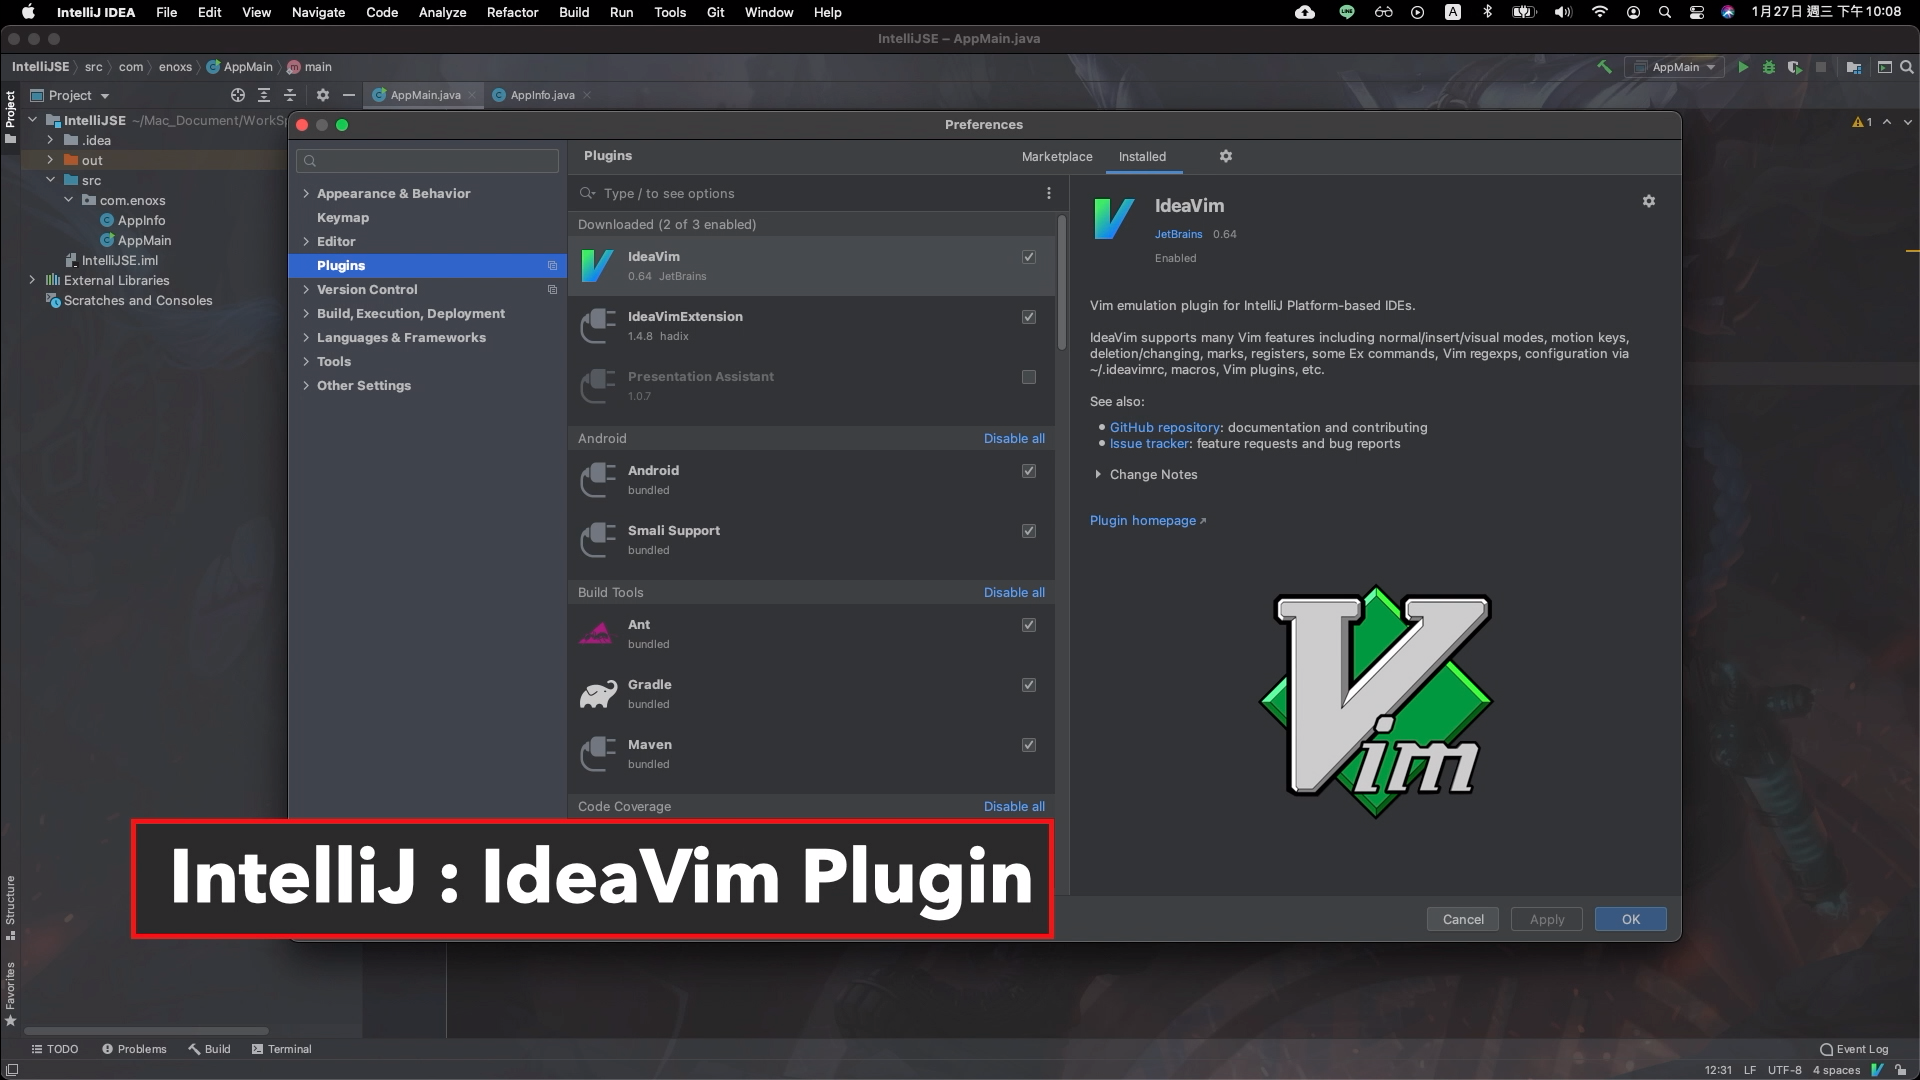 IntelliJ IDEA File Edit View Navigate Code Analyze Refactor Build Run Tools Git Window Help
A
1月27日 週三 下午10:08
IntelliJSE – AppMain.java
IntelliJSE src com enoxs AppMain main
AppMain
Project
Project
AppMain.java
AppInfo.java
IntelliJSE ~/Mac_Document/WorkSp
.idea
out
src
com.enoxs
AppInfo
AppMain
IntelliJSE.iml
External Libraries
Scratches and Consoles
1
Preferences
Appearance & Behavior
Keymap
Editor
Plugins
Version Control
Build, Execution, Deployment
Languages & Frameworks
Tools
Other Settings
Plugins
Marketplace
Installed
Type / to see options
Downloaded (2 of 3 enabled)
IdeaVim
0.64 JetBrains
IdeaVimExtension
1.4.8 hadix
Presentation Assistant
1.0.7
Android
Disable all
Android
bundled
Smali Support
bundled
Build Tools
Disable all
Ant
bundled
Gradle
bundled
Maven
bundled
Code Coverage
Disable all
IdeaVim
JetBrains 0.64
Enabled
Vim emulation plugin for IntelliJ Platform-based IDEs.
IdeaVim supports many Vim features including normal/insert/visual modes, motion keys,
deletion/changing, marks, registers, some Ex commands, Vim regexps, configuration via
~/.ideavimrc, macros, Vim plugins, etc.
See also:
GitHub repository: documentation and contributing
Issue tracker: feature requests and bug reports
Change Notes
Plugin homepage
Vim
IntelliJ : IdeaVim Plugin
Cancel
Apply
OK
Structure
Favorites
TODO
Problems
Build
Terminal
Event Log
12:31 LF UTF-8 4 spaces